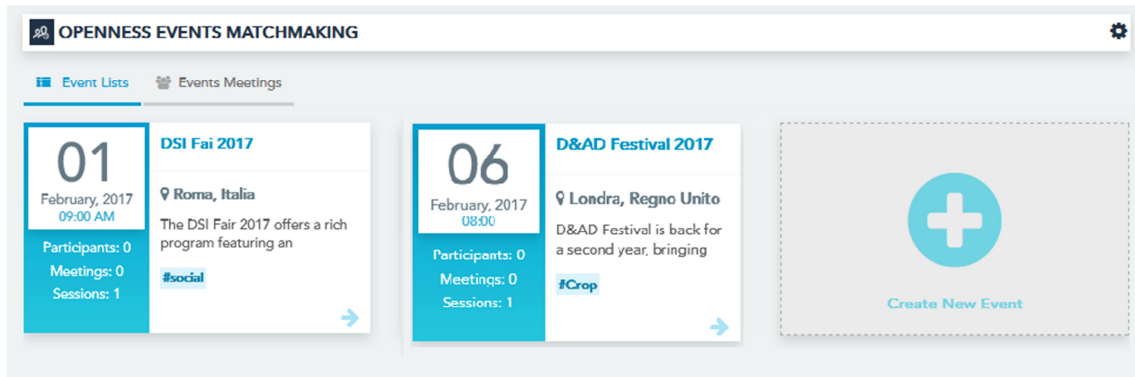 OPENNESS EVENTS MATCHMAKING
Event Lists
Events Meetings
01
February, 2017
09:00 AM
Participants: 0
Meetings: 0
Sessions: 1
DSI Fai 2017
Roma, Italia
The DSI Fair 2017 offers a rich
program featuring an
#social
06
February, 2017
08:00
Participants: 0
Meetings: 0
Sessions: 1
D&AD Festival 2017
Londra, Regno Unito
D&AD Festival is back for
a second year, bringing
#Crop
Create New Event